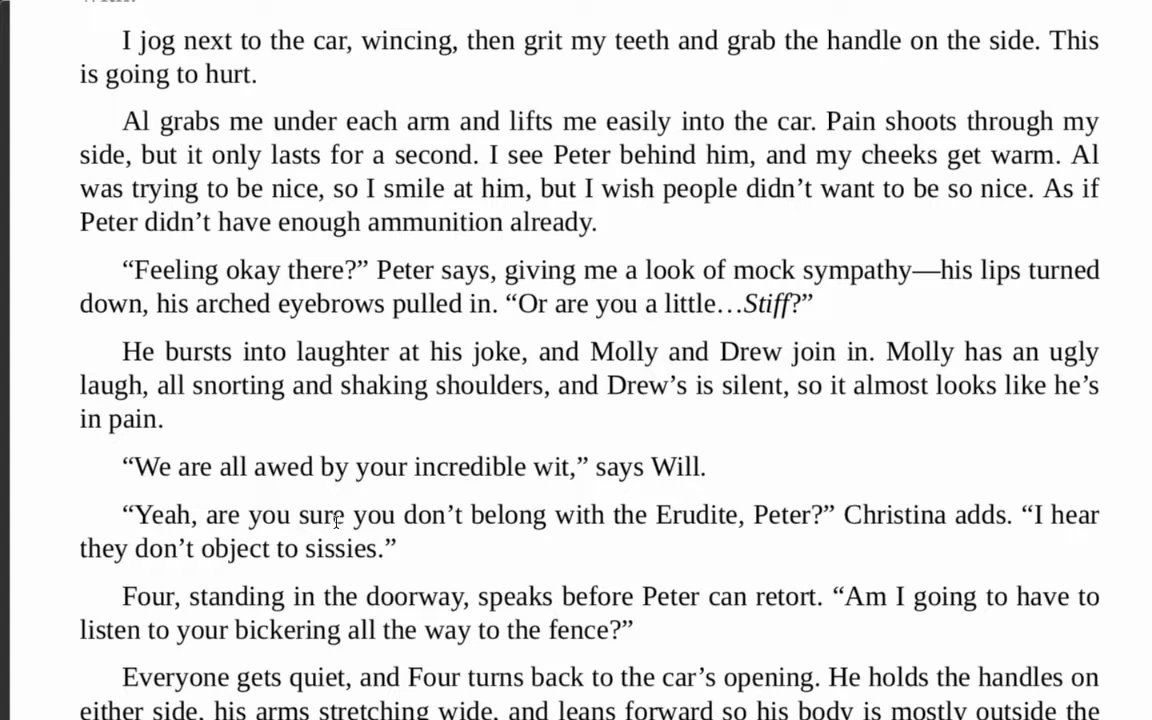 I jog next to the car, wincing, then grit my teeth and grab the handle on the side. This
is going to hurt.
Al grabs me under each arm and lifts me easily into the car. Pain shoots through my
side, but it only lasts for a second. I see Peter behind him, and my cheeks get warm. Al
was trying to be nice, so I smile at him, but I wish people didn’t want to be so nice. As if
Peter didn’t have enough ammunition already.
“Feeling okay there?” Peter says, giving me a look of mock sympathy—his lips turned
down, his arched eyebrows pulled in. “Or are you a little…Stiff?”
He bursts into laughter at his joke, and Molly and Drew join in. Molly has an ugly
laugh, all snorting and shaking shoulders, and Drew’s is silent, so it almost looks like he’s
in pain.
“We are all awed by your incredible wit,” says Will.
“Yeah, are you sure you don’t belong with the Erudite, Peter?” Christina adds. “I hear
they don’t object to sissies.”
Four, standing in the doorway, speaks before Peter can retort. “Am I going to have to
listen to your bickering all the way to the fence?”
Everyone gets quiet, and Four turns back to the car’s opening. He holds the handles on
either side, his arms stretching wide, and leans forward so his body is mostly outside the